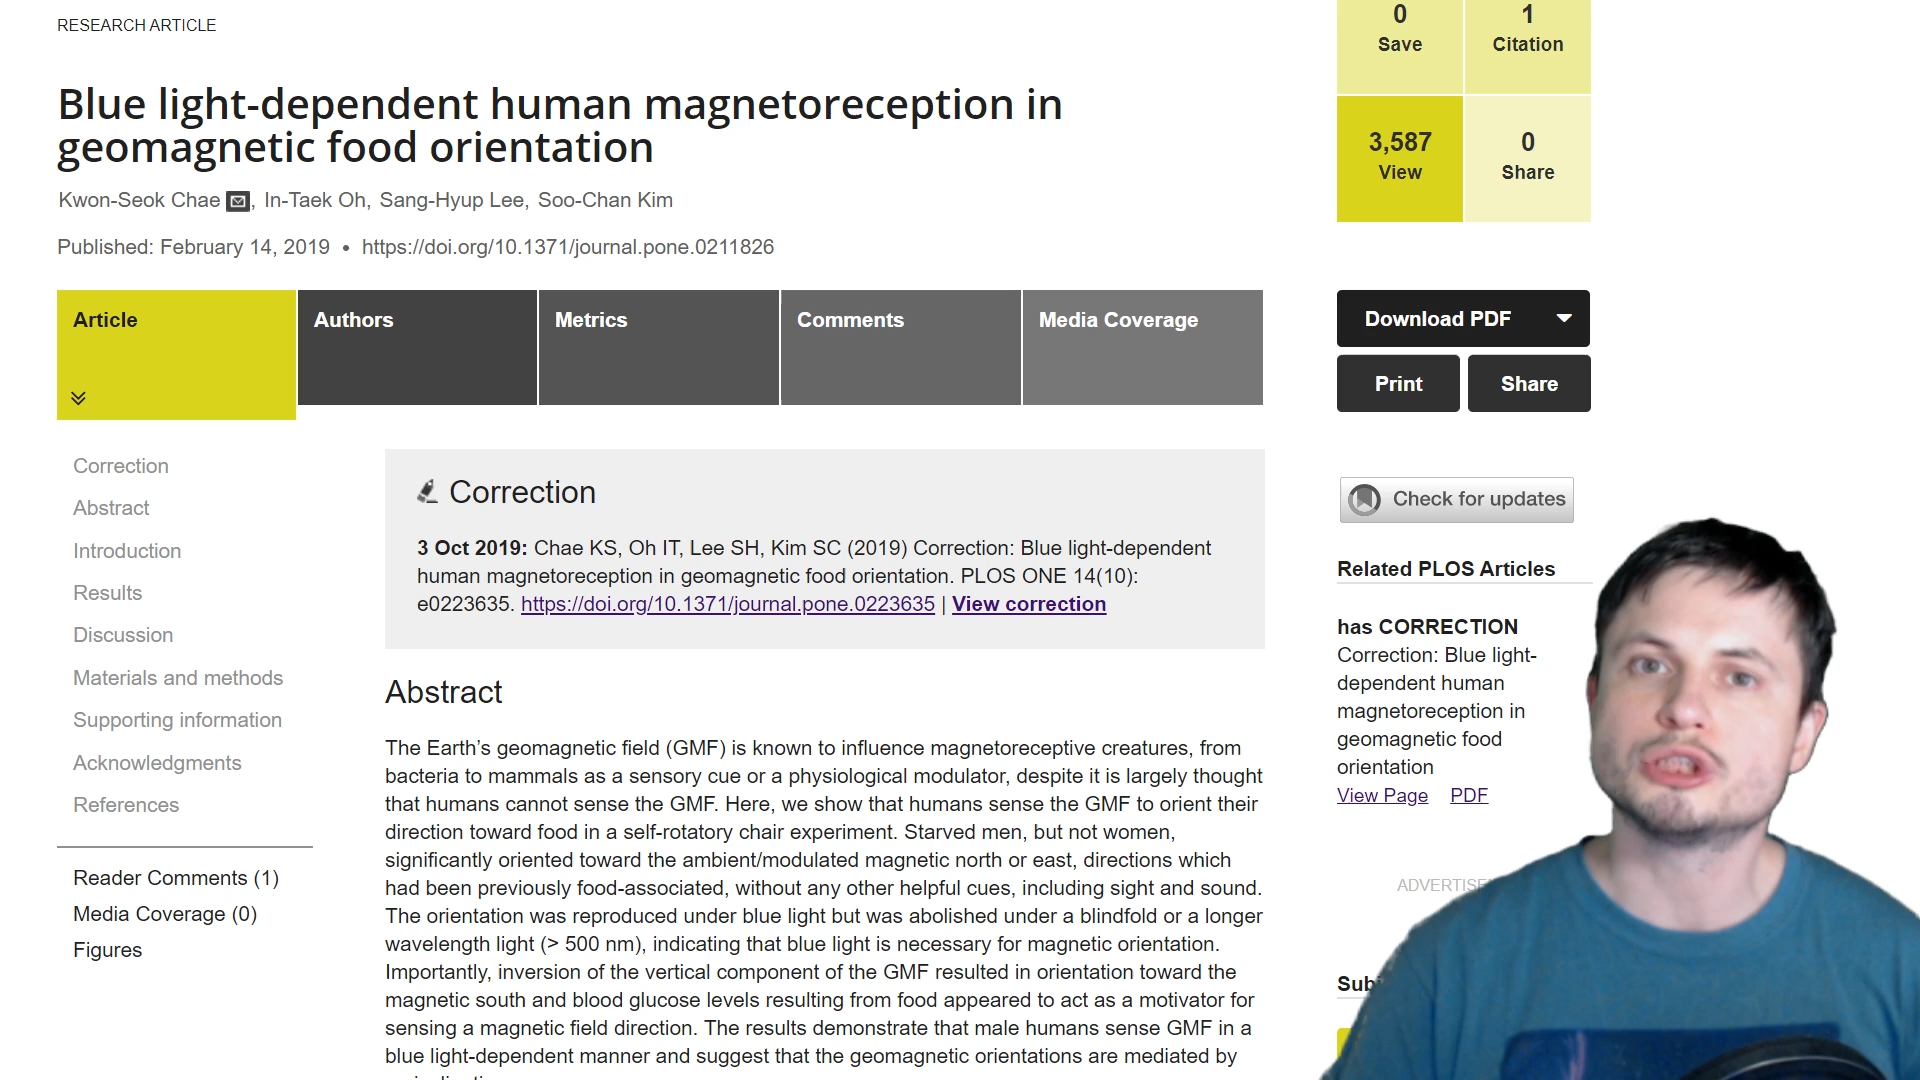 RESEARCH ARTICLE
Blue light-dependent human magnetoreception in
geomagnetic food orientation
Kwon-Seok Chae , In-Taek Oh, Sang-Hyup Lee, Soo-Chan Kim
Published: February 14, 2019 • https://doi.org/10.1371/journal.pone.0211826
0
Save
1
Citation
3,587
View
0
Share
Article
Authors
Metrics
Comments
Media Coverage
Download PDF
Print
Share
Correction
Abstract
Introduction
Results
Discussion
Materials and methods
Supporting information
Acknowledgments
References
Reader Comments (1)
Media Coverage (0)
Figures
Correction
3 Oct 2019: Chae KS, Oh IT, Lee SH, Kim SC (2019) Correction: Blue light-dependent
human magnetoreception in geomagnetic food orientation. PLOS ONE 14(10):
e0223635. https://doi.org/10.1371/journal.pone.0223635 | View correction
Abstract
The Earth's geomagnetic field (GMF) is known to influence magnetoreceptive creatures, from
bacteria to mammals as a sensory cue or a physiological modulator, despite it is largely thought
that humans cannot sense the GMF. Here, we show that humans sense the GMF to orient their
direction toward food in a self-rotatory chair experiment. Starved men, but not women,
significantly oriented toward the ambient/modulated magnetic north or east, directions which
had been previously food-associated, without any other helpful cues, including sight and sound.
The orientation was reproduced under blue light but was abolished under a blindfold or a longer
wavelength light (> 500 nm), indicating that blue light is necessary for magnetic orientation.
Importantly, inversion of the vertical component of the GMF resulted in orientation toward the
magnetic south and blood glucose levels resulting from food appeared to act as a motivator for
sensing a magnetic field direction. The results demonstrate that male humans sense GMF in a
blue light-dependent manner and suggest that the geomagnetic orientations are mediated by
Check for updates
Related PLOS Articles
has CORRECTION
Correction: Blue light-
dependent human
magnetoreception in
geomagnetic food
orientation
View Page PDF